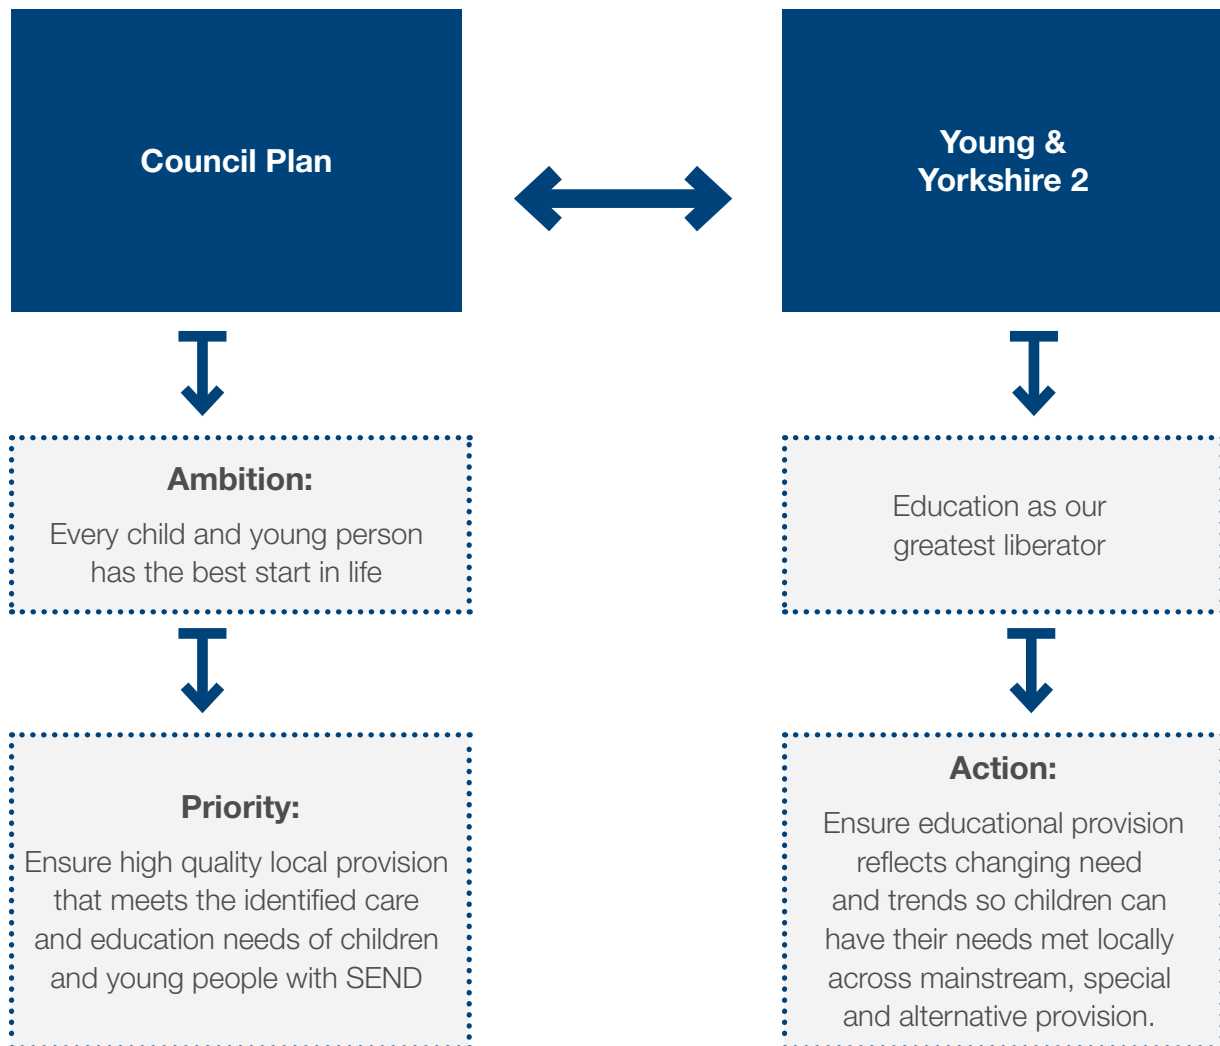 Council Plan
Young &
Yorkshire 2
Ambition:
Every child and young person
has the best start in life
Education as our
greatest liberator
Priority:
Ensure high quality local provision
that meets the identified care
and education needs of children
and young people with SEND
Action:
Ensure educational provision
reflects changing need
and trends so children can
have their needs met locally
across mainstream, special
and alternative provision.